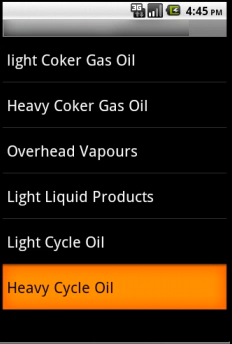 3G
4:45 PM
light Coker Gas Oil
Heavy Coker Gas Oil
Overhead Vapours
Light Liquid Products
Light Cycle Oil
Heavy Cycle Oil